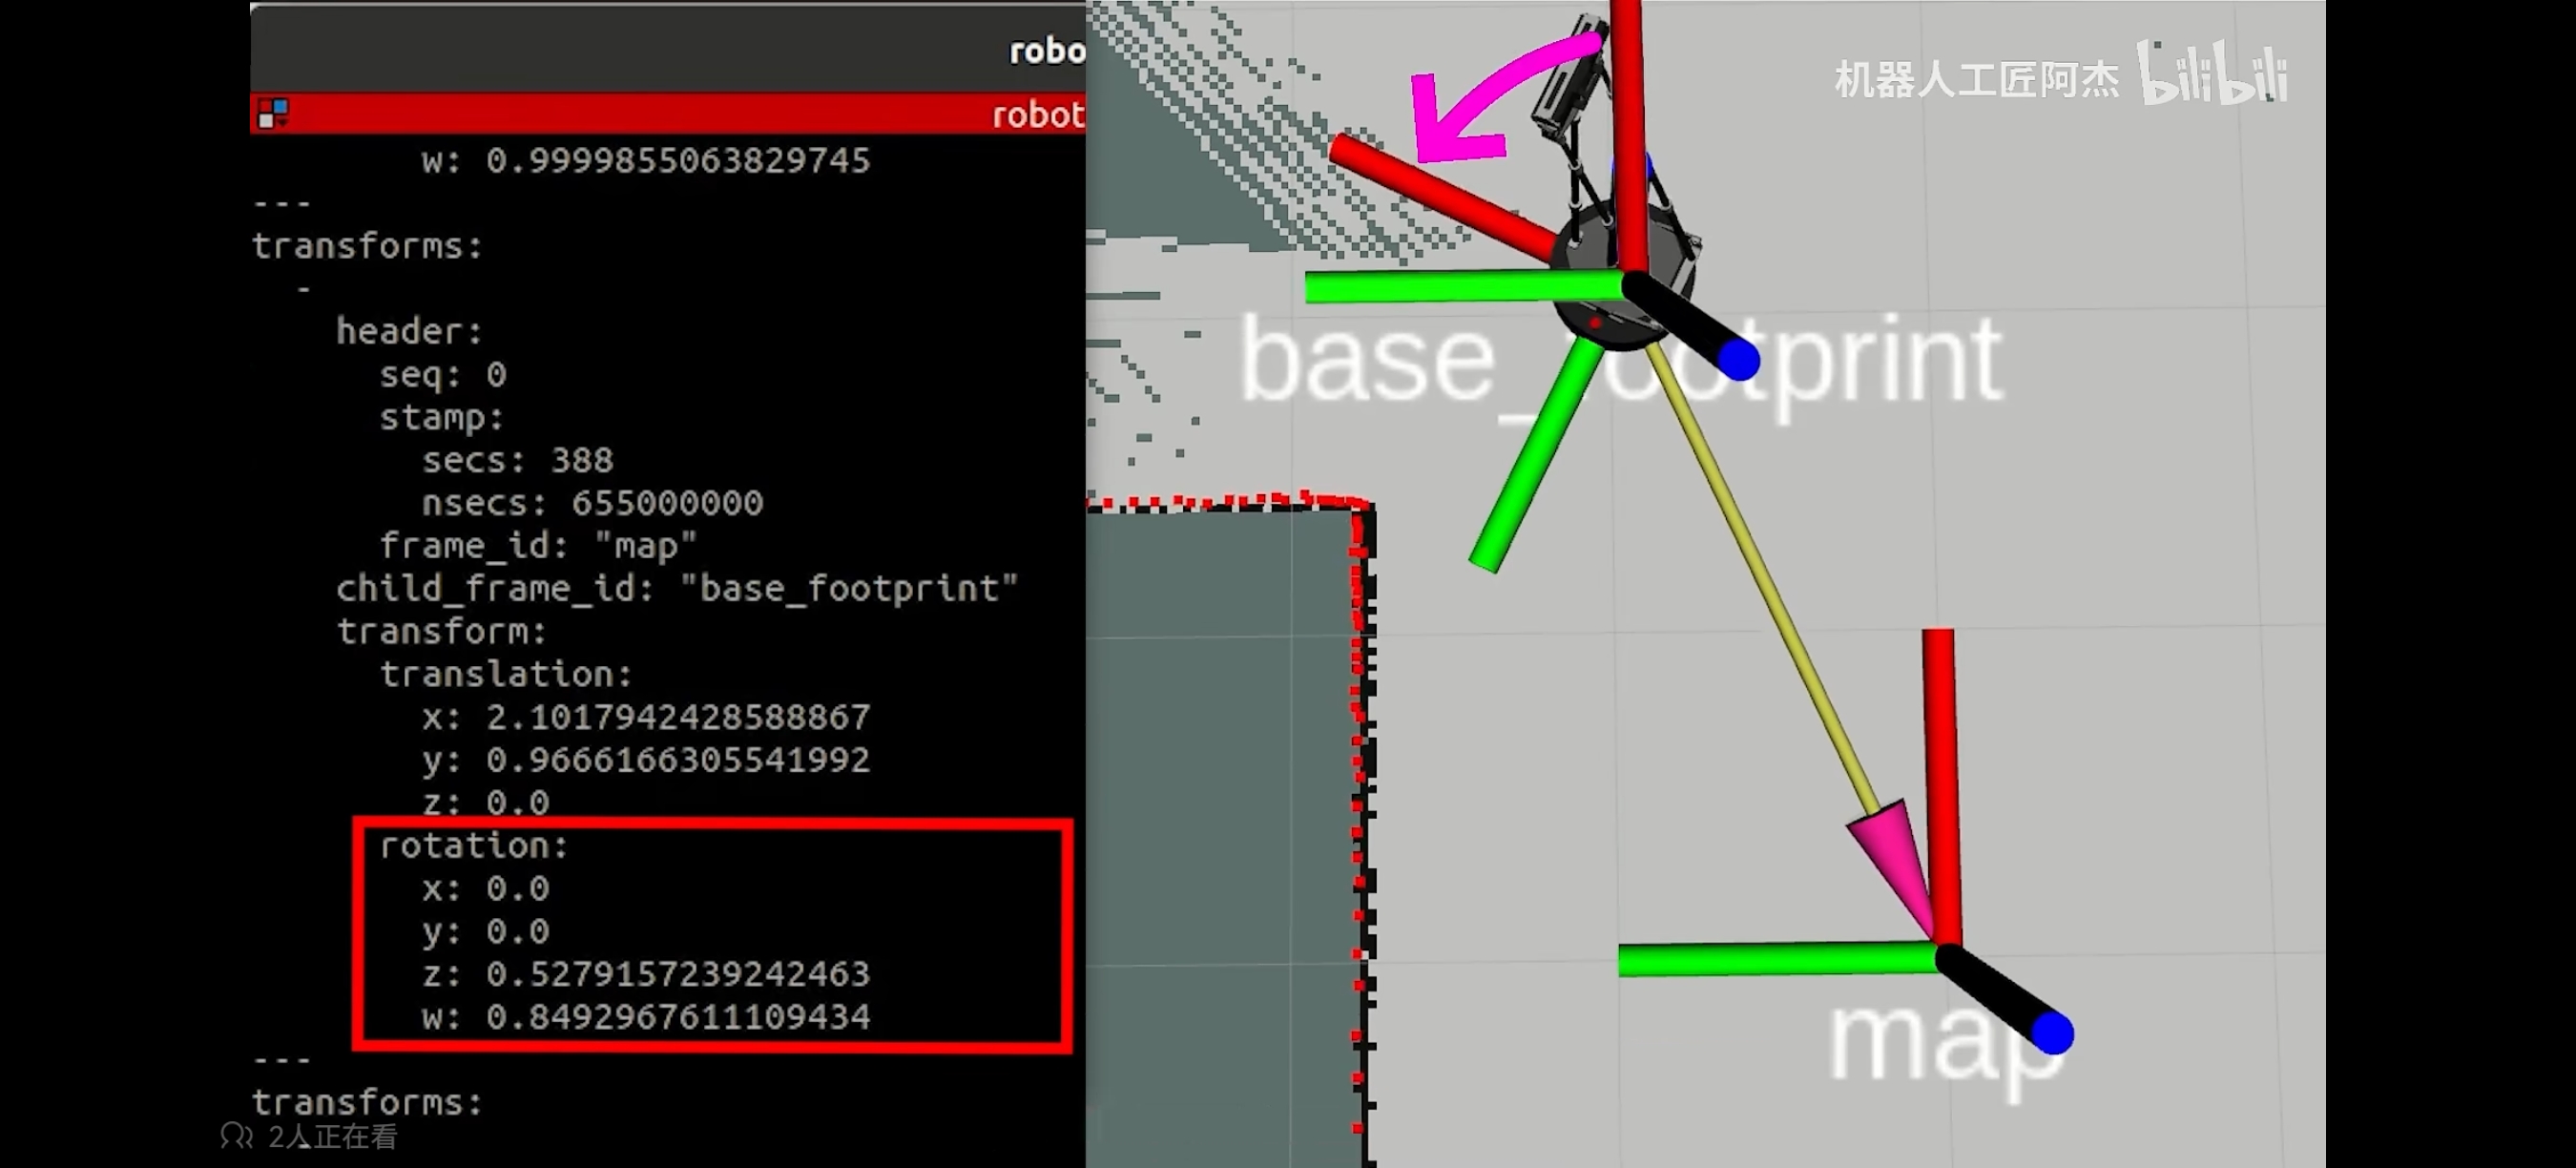 robo
robot
w: 0.9999855063829745
---
transforms:
-
header:
seq: 0
stamp:
secs: 388
nsecs: 655000000
frame_id: "map"
child_frame_id: "base_footprint"
transform:
translation:
x: 2.1017942428588867
y: 0.9666166305541992
z: 0.0
rotation:
x: 0.0
y: 0.0
z: 0.5279157239242463
w: 0.8492967611109434
---
transforms:
-
2人正在看
机器人工匠阿杰 bilibili
base_footprint
map